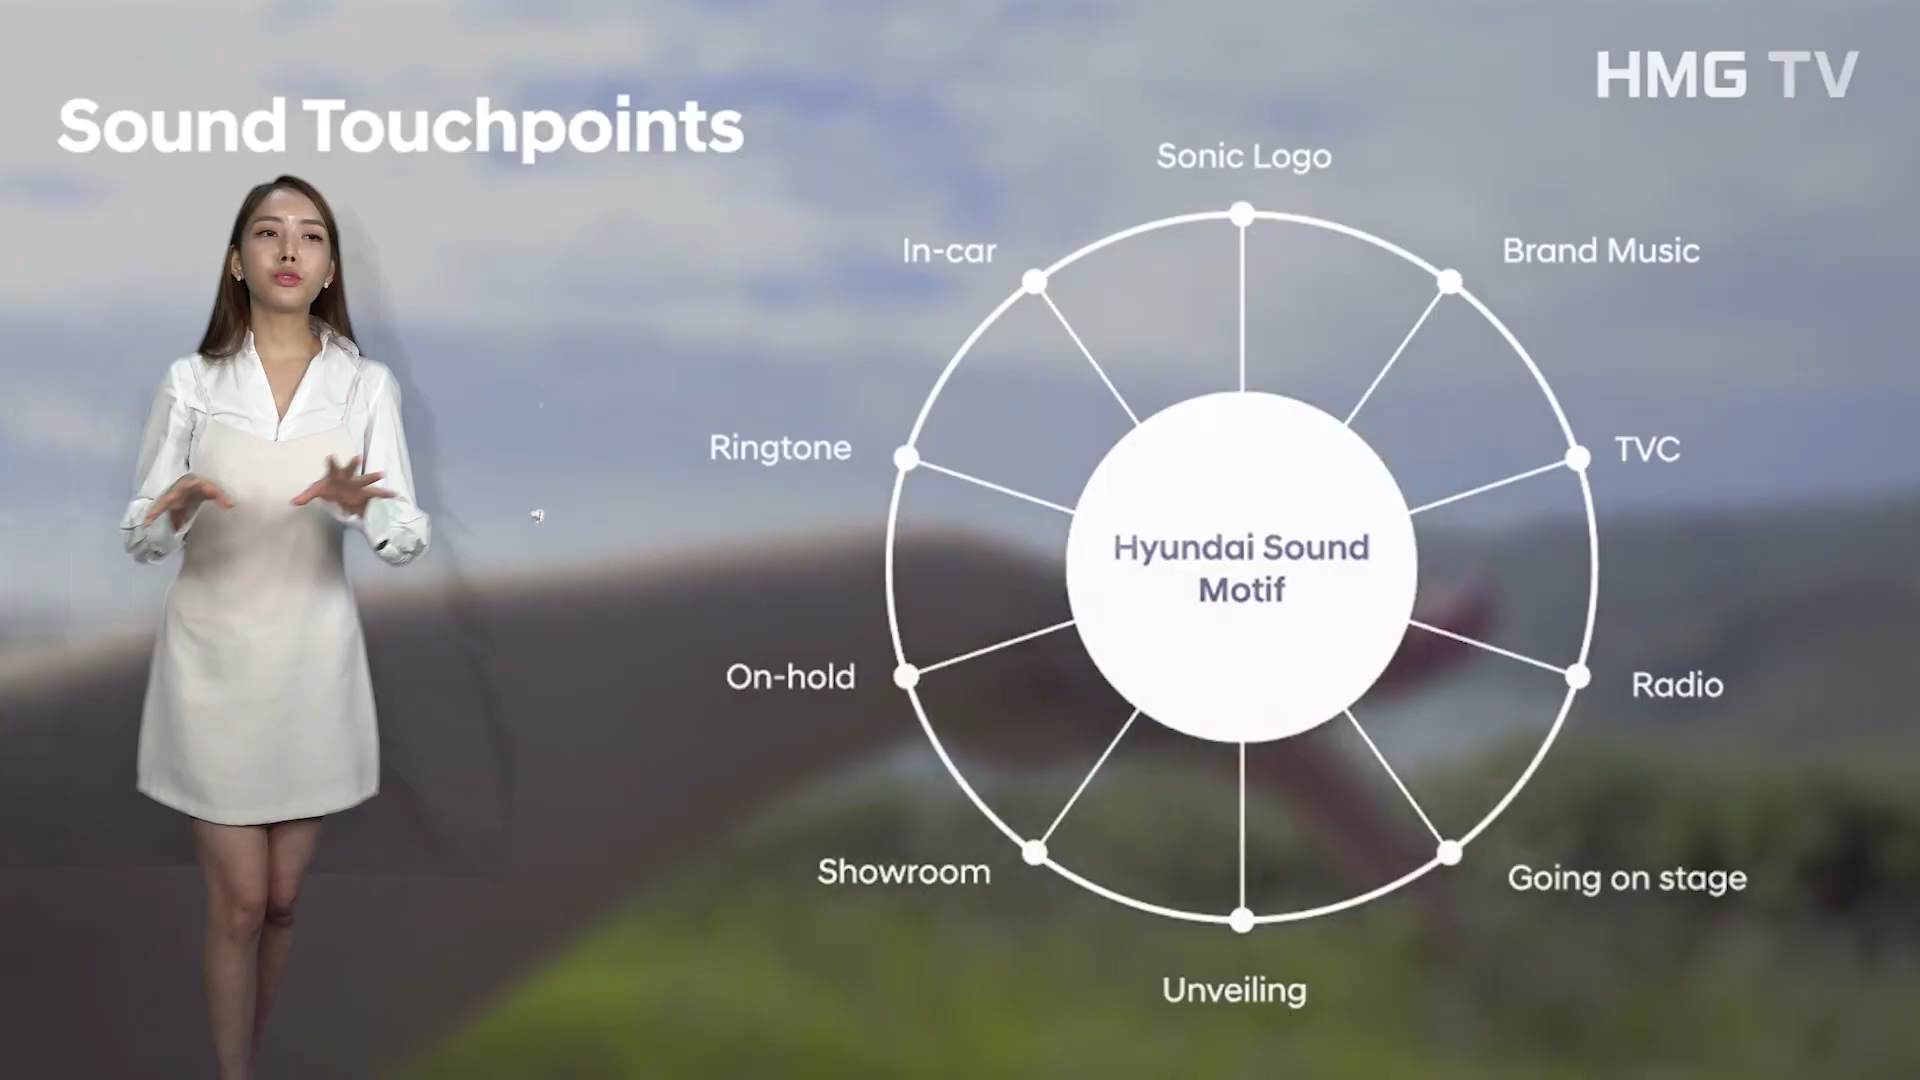 HMG TV
Sound Touchpoints
Sonic Logo
In-car
Brand Music
Ringtone
TVC
Hyundai Sound
Motif
On-hold
Radio
Showroom
Going on stage
Unveiling